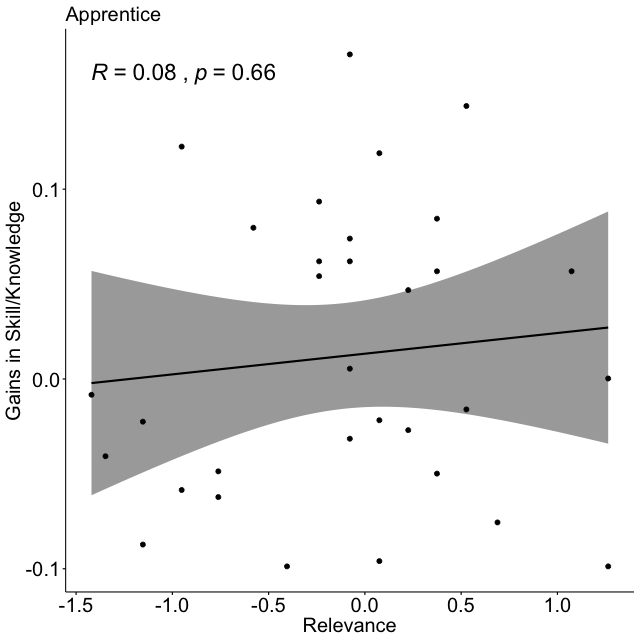 Apprentice
R = 0.08 , p = 0.66
Gains in Skill/Knowledge
0.1
0.0
-0.1
-1.5 -1.0 -0.5 0.0 0.5 1.0
Relevance